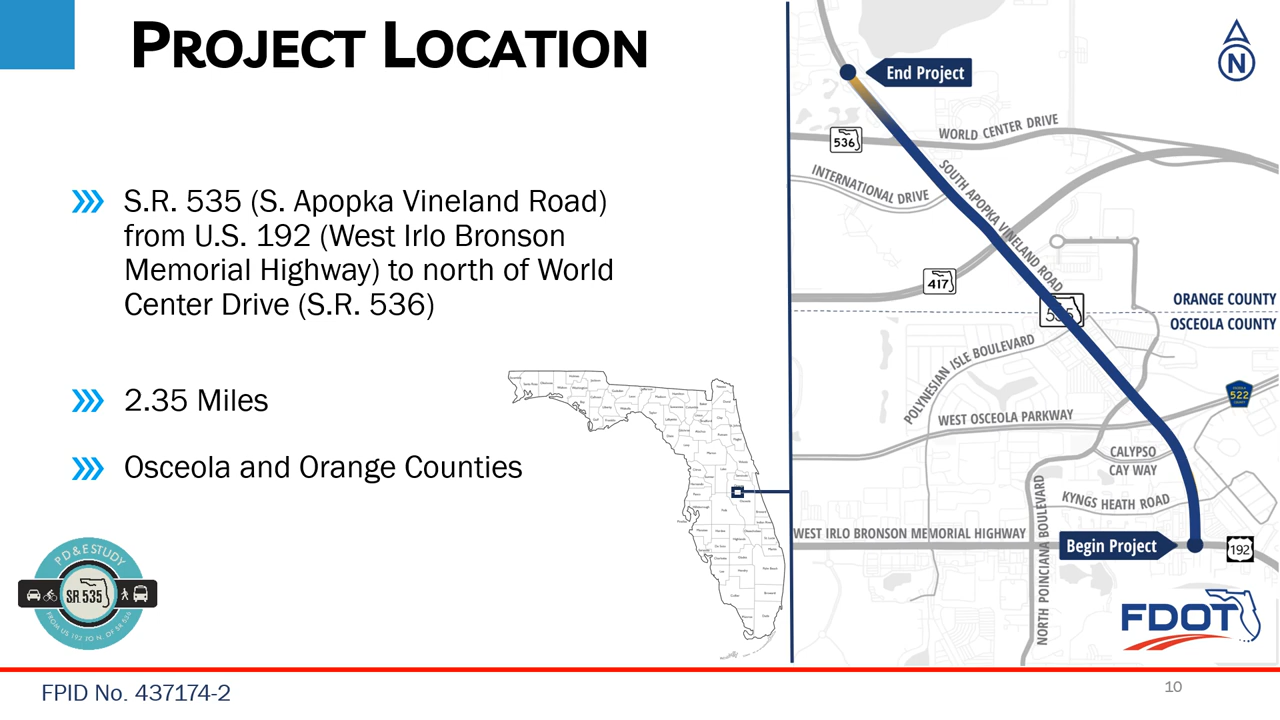 PROJECT LOCATION
S.R. 535 (S. Apopka Vineland Road)
from U.S. 192 (West Irlo Bronson
Memorial Highway) to north of World
Center Drive (S.R. 536)
2.35 Miles
Osceola and Orange Counties
End Project
N
WORLD CENTER DRIVE
536
INTERNATIONAL DRIVE
SOUTH APOPKA VINELAND ROAD
417
535
ORANGE COUNTY
OSCEOLA COUNTY
POLYNESIAN ISLE BOULEVARD
522
WEST OSCEOLA PARKWAY
CALYPSO
CAY WAY
KYNGS HEATH ROAD
WEST IRLO BRONSON MEMORIAL HIGHWAY
NORTH POINCIANA BOULEVARD
Begin Project
192
PD&E STUDY
SR 535
FROM US 192 TO N. OF SR 536
FDOT
FPID No. 437174-2
10